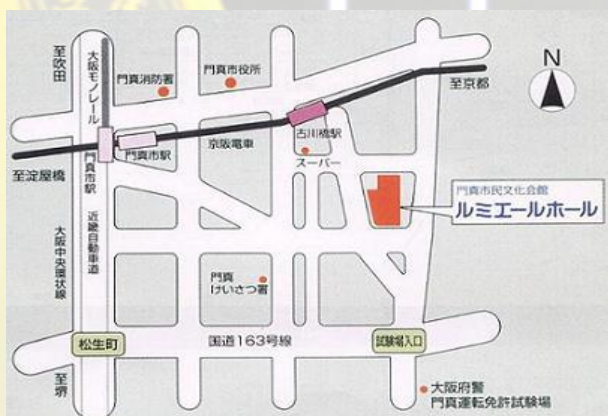 至吹田
大阪モノレール
門真消防署
門真市役所
N
至京都
古川橋駅
スーパー
京阪電車
門真市駅
門真市駅
至淀屋橋
門真市民文化会館
ルミエールホール
近畿自動車道
大阪中央環状線
門真
けいさつ署
松生町
国道163号線
試験場入口
至堺
大阪府警
門真運転免許試験場